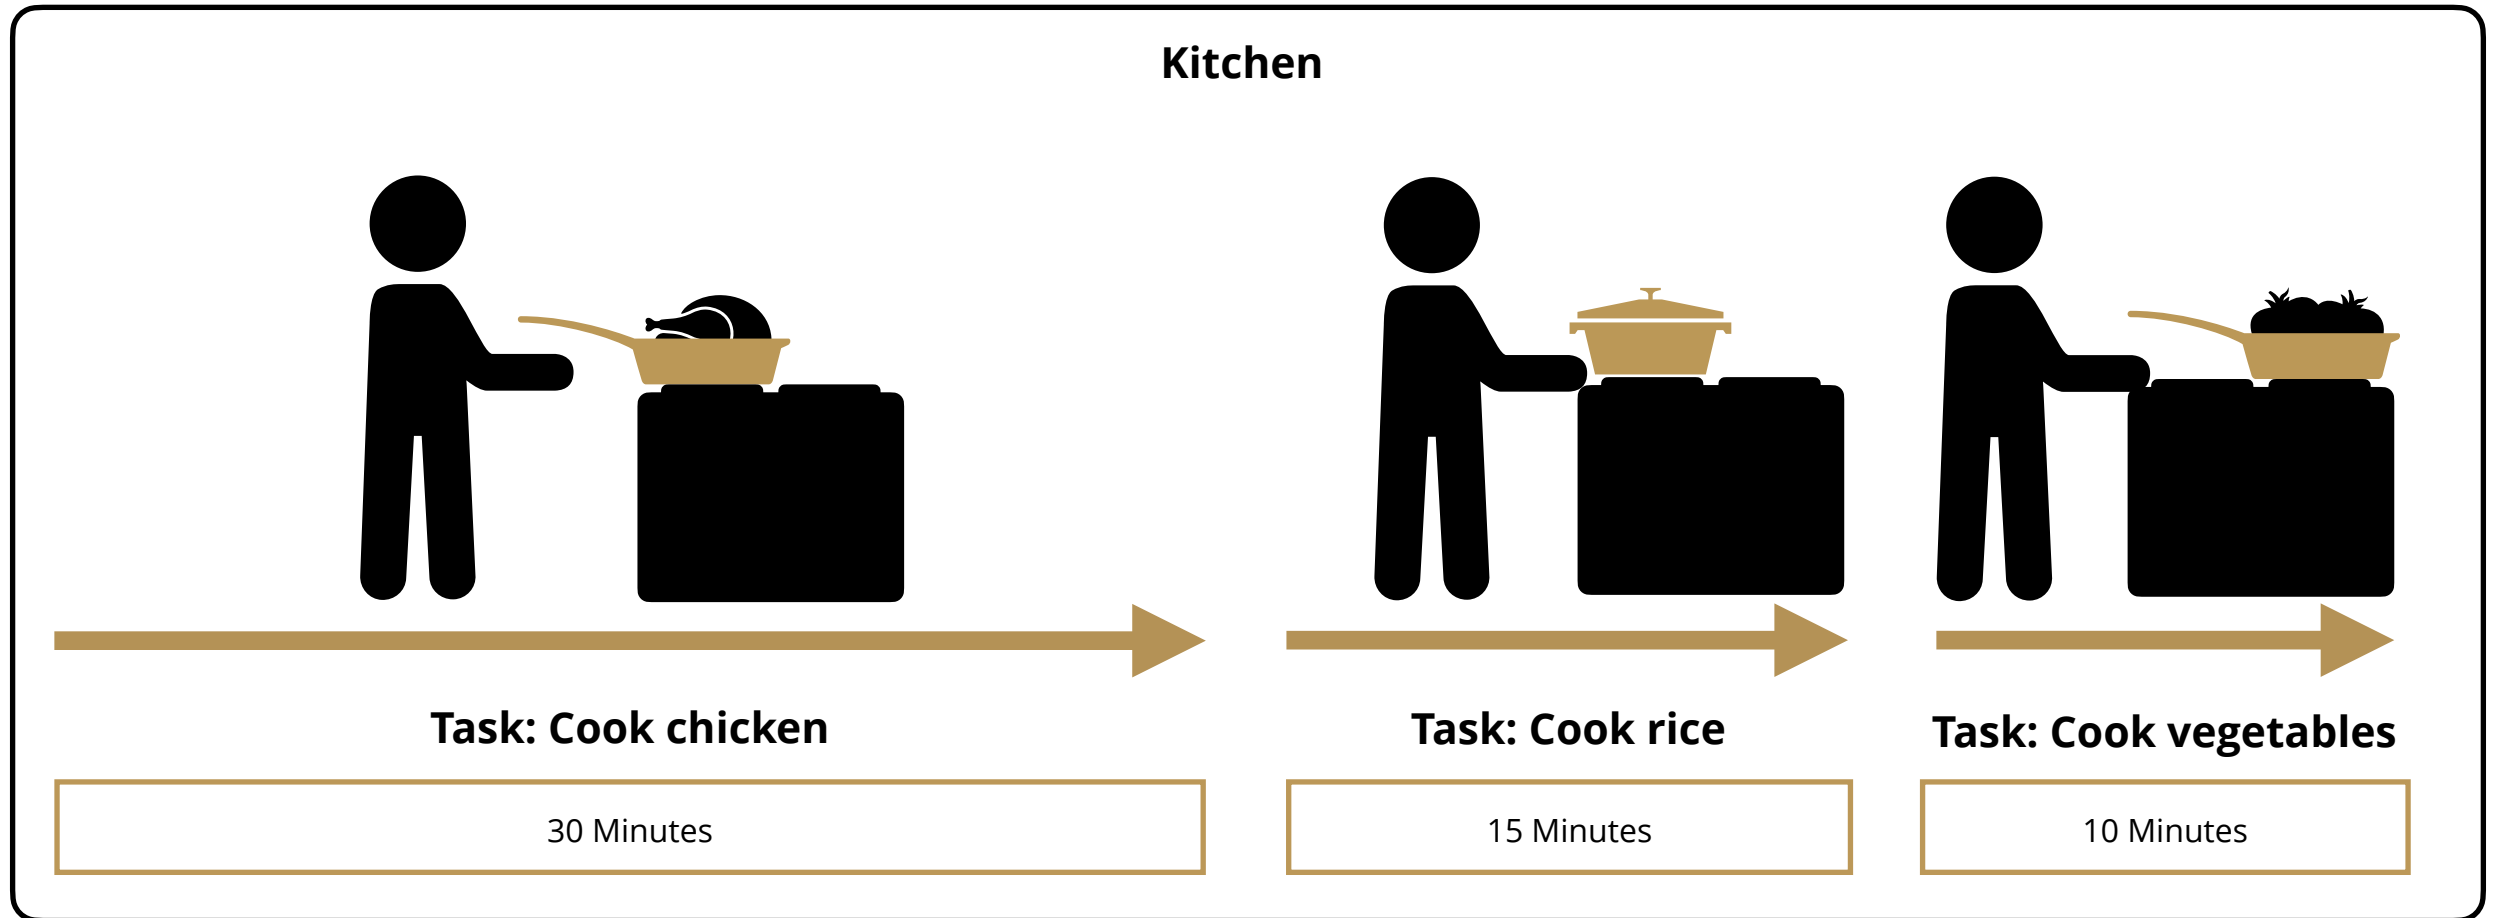 Kitchen
Task: Cook chicken
Task: Cook rice
Task: Cook vegetables
30 Minutes
15 Minutes
10 Minutes